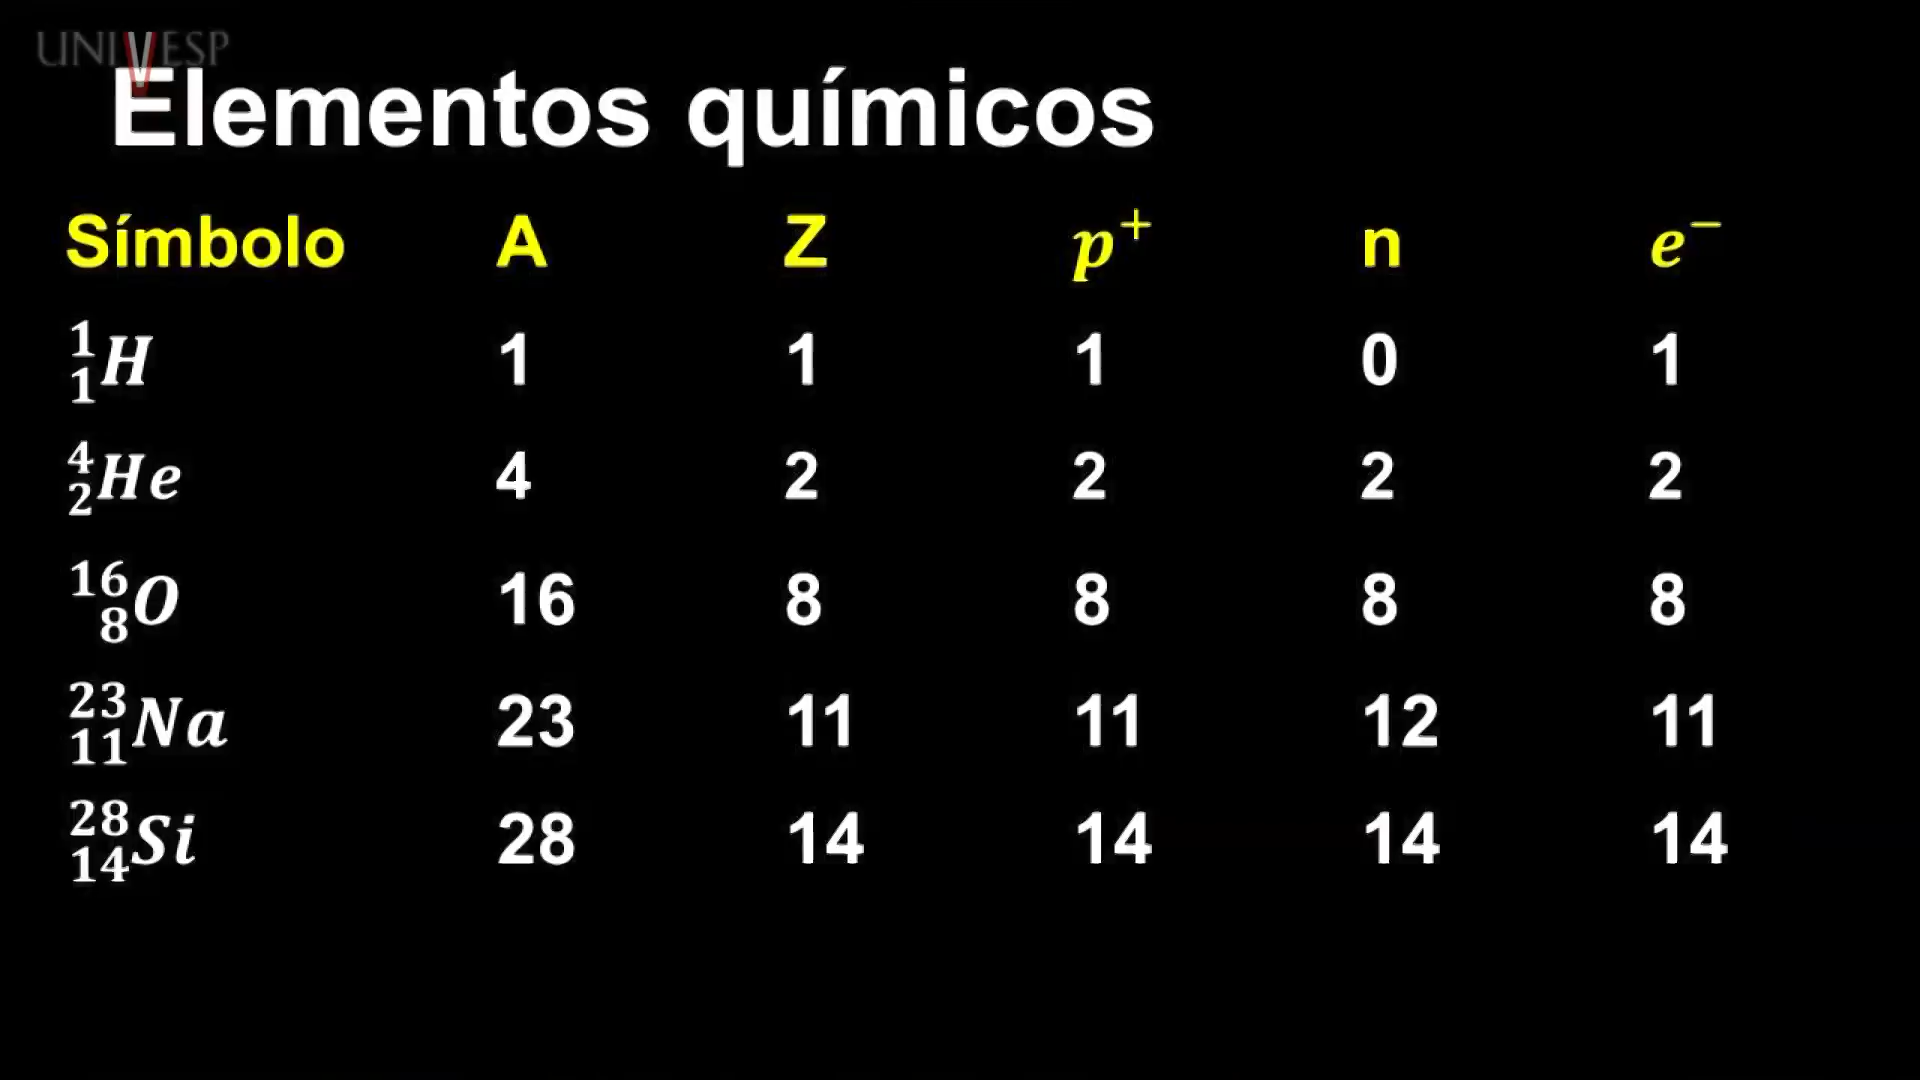 UNIVESP
Elementos químicos
Símbolo A Z p⁺ n e⁻
¹₁H 1 1 1 0 1
⁴₂He 4 2 2 2 2
¹⁶₈O 16 8 8 8 8
²³₁₁Na 23 11 11 12 11
²⁸₁₄Si 28 14 14 14 14